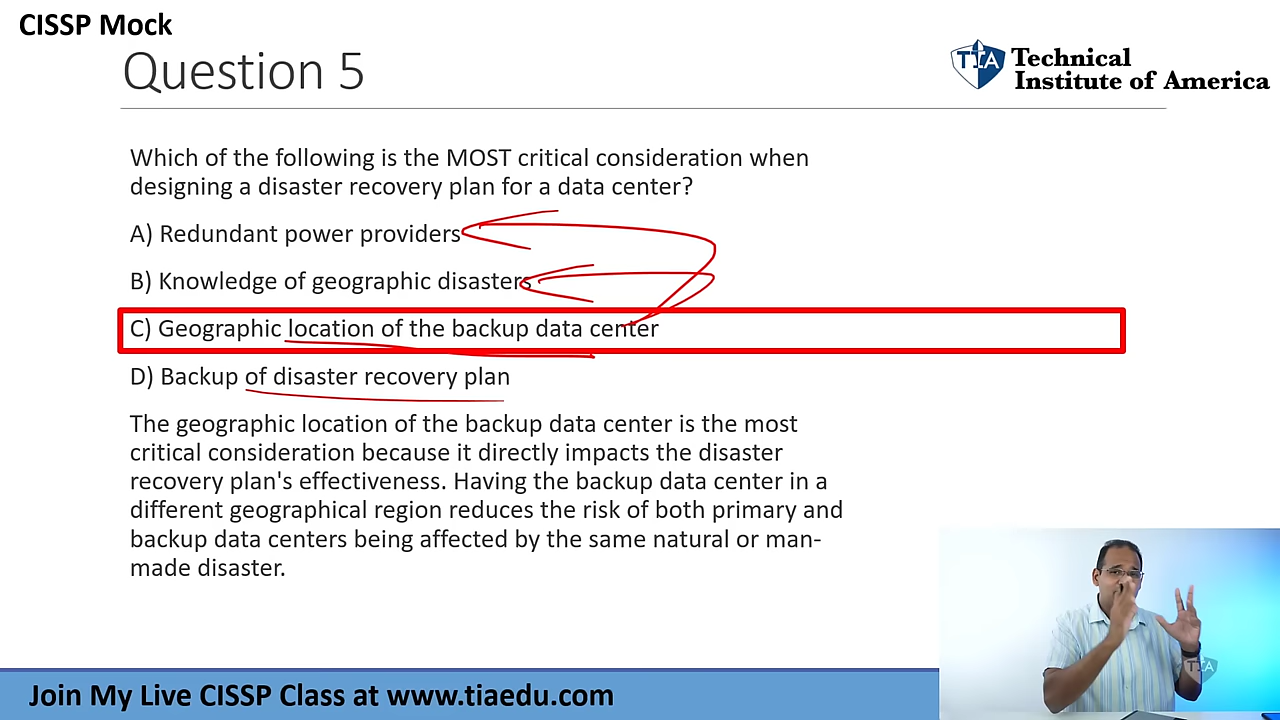 CISSP Mock
Question 5
TIA
Technical
Institute of America
Which of the following is the MOST critical consideration when
designing a disaster recovery plan for a data center?
A) Redundant power providers
B) Knowledge of geographic disasters
C) Geographic location of the backup data center
D) Backup of disaster recovery plan
The geographic location of the backup data center is the most
critical consideration because it directly impacts the disaster
recovery plan's effectiveness. Having the backup data center in a
different geographical region reduces the risk of both primary and
backup data centers being affected by the same natural or man-
made disaster.
TIA
Join My Live CISSP Class at www.tiaedu.com